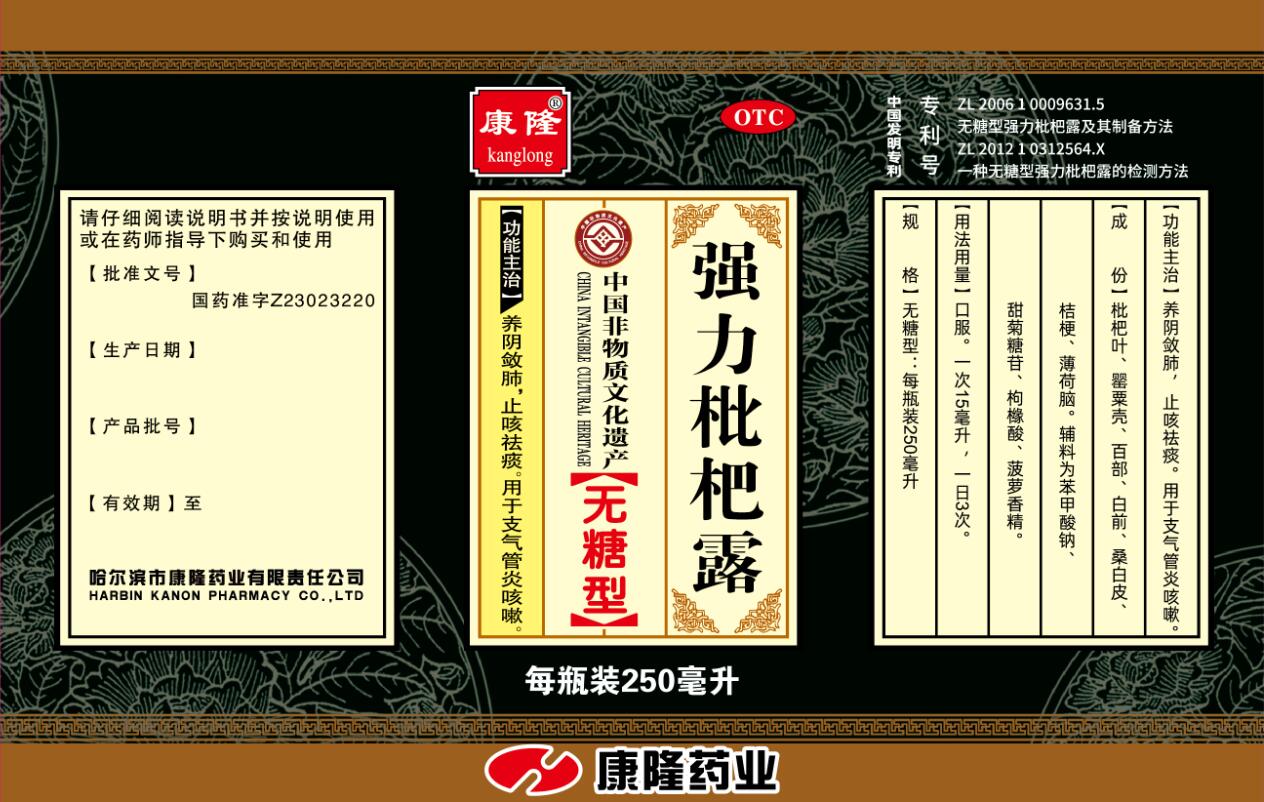 康隆®
kanglong
OTC
中国发明专利
专利号
ZL 2006 1 0009631.5
无糖型强力枇杷露及其制备方法
ZL 2012 1 0312564.X
一种无糖型强力枇杷露的检测方法
请仔细阅读说明书并按说明使用
或在药师指导下购买和使用
【批准文号】
国药准字Z23023220
【生产日期】
【产品批号】
【有效期】至
哈尔滨市康隆药业有限责任公司
HARBIN KANON PHARMACY CO.,LTD
强力枇杷露
中国非物质文化遗产
CHINA INTANGIBLE CULTURAL HERITAGE
【无糖型】
【功能主治】养阴敛肺,止咳祛痰。用于支气管炎咳嗽。
【功能主治】养阴敛肺，止咳祛痰。用于支气管炎咳嗽。
【成份】枇杷叶、罂粟壳、百部、白前、桑白皮、
桔梗、薄荷脑。辅料为苯甲酸钠、
甜菊糖苷、枸橼酸、菠萝香精。
【用法用量】口服。一次15毫升，一日3次。
【规格】无糖型：每瓶装250毫升
每瓶装250毫升
康隆药业